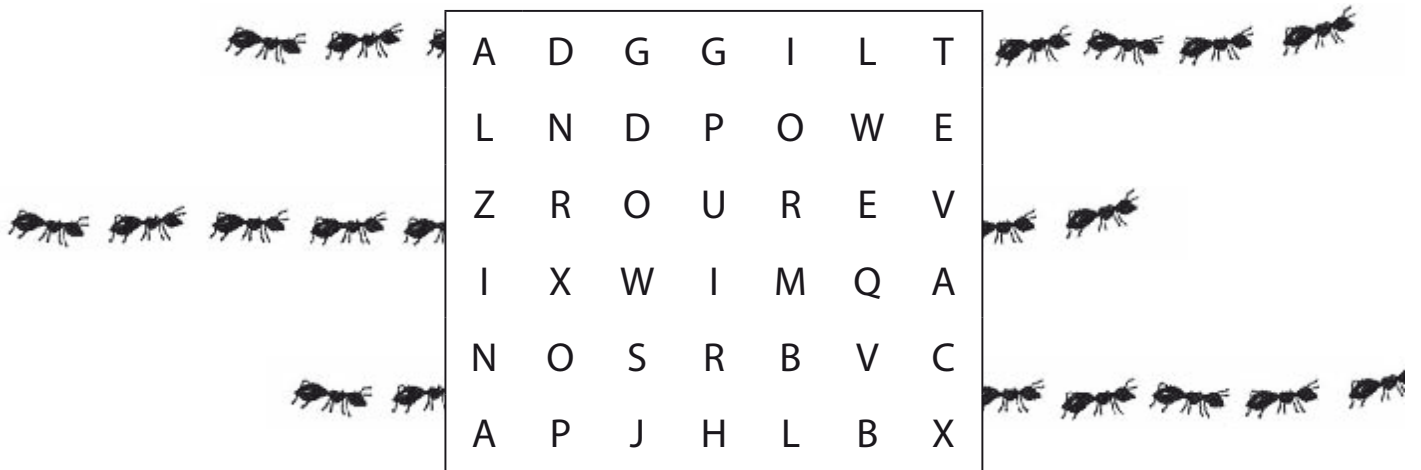 A D G G I L T
L N D P O W E
Z R O U R E V
I X W I M Q A
N O S R B V C
A P J H L B X